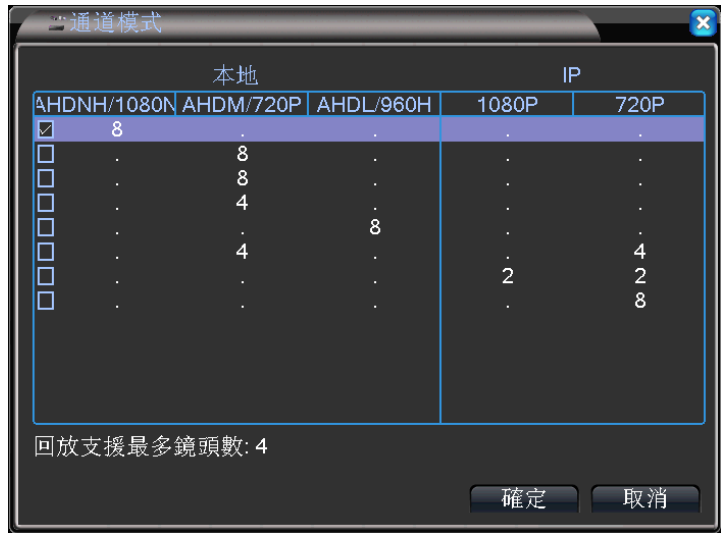 通道模式
本地 IP
AHDNH/1080N AHDM/720P AHDL/960H 1080P 720P
8 . . . .
. 8 . . .
. 8 . . .
. 4 . . .
. . 8 . .
. 4 . . 4
. . . 2 2
. . . . 8
回放支援最多鏡頭數: 4
確定 取消